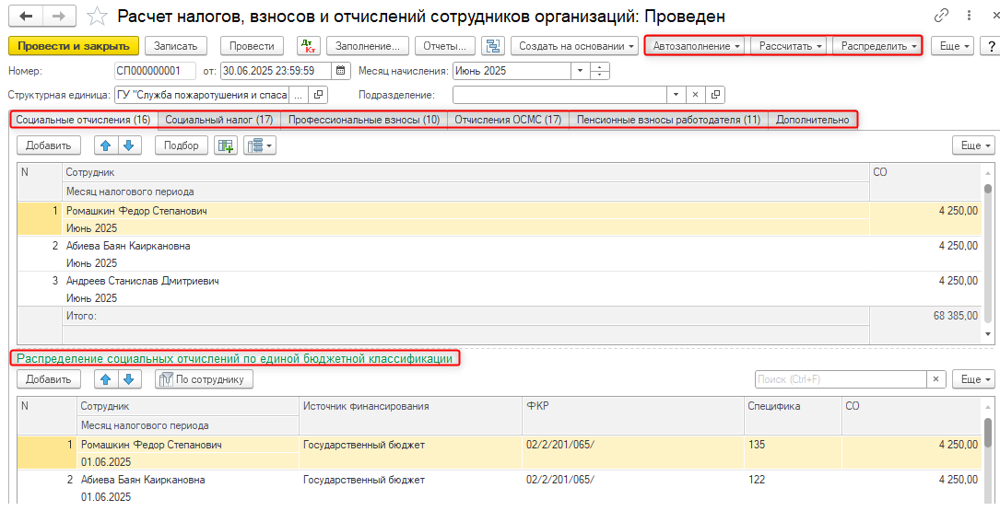 Расчет налогов, взносов и отчислений сотрудников организаций: Проведен
Провести и закрыть Записать Провести Дт Кт Заполнение... Отчеты... Создать на основании Автозаполнение Рассчитать Распределить Еще ?
Номер: СП000000001 от: 30.06.2025 23:59:59 Месяц начисления: Июнь 2025
Структурная единица: ГУ "Служба пожаротушения и спаса ... Подразделение:
Социальные отчисления (16) Социальный налог (17) Профессиональные взносы (10) Отчисления ОСМС (17) Пенсионные взносы работодателя (11) Дополнительно
Добавить Подбор Еще
N Сотрудник СО
Месяц налогового периода
1 Ромашкин Федор Степанович 4 250,00
Июнь 2025
2 Абиева Баян Каиркановна 4 250,00
Июнь 2025
3 Андреев Станислав Дмитриевич 4 250,00
Июнь 2025
Итого: 68 385,00
Распределение социальных отчислений по единой бюджетной классификации
Добавить По сотруднику Поиск (Ctrl+F) × Еще
N Сотрудник Источник финансирования ФКР Специфика СО
Месяц налогового периода
1 Ромашкин Федор Степанович Государственный бюджет 02/2/201/065/ 135 4 250,00
01.06.2025
2 Абиева Баян Каиркановна Государственный бюджет 02/2/201/065/ 122 4 250,00
01.06.2025